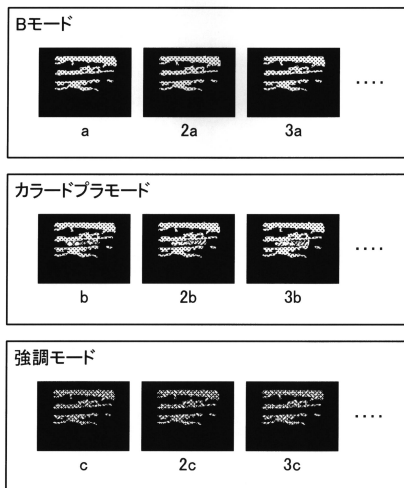 Bモード
a 2a 3a ‥‥
カラードプラモード
b 2b 3b ‥‥
強調モード
c 2c 3c ‥‥